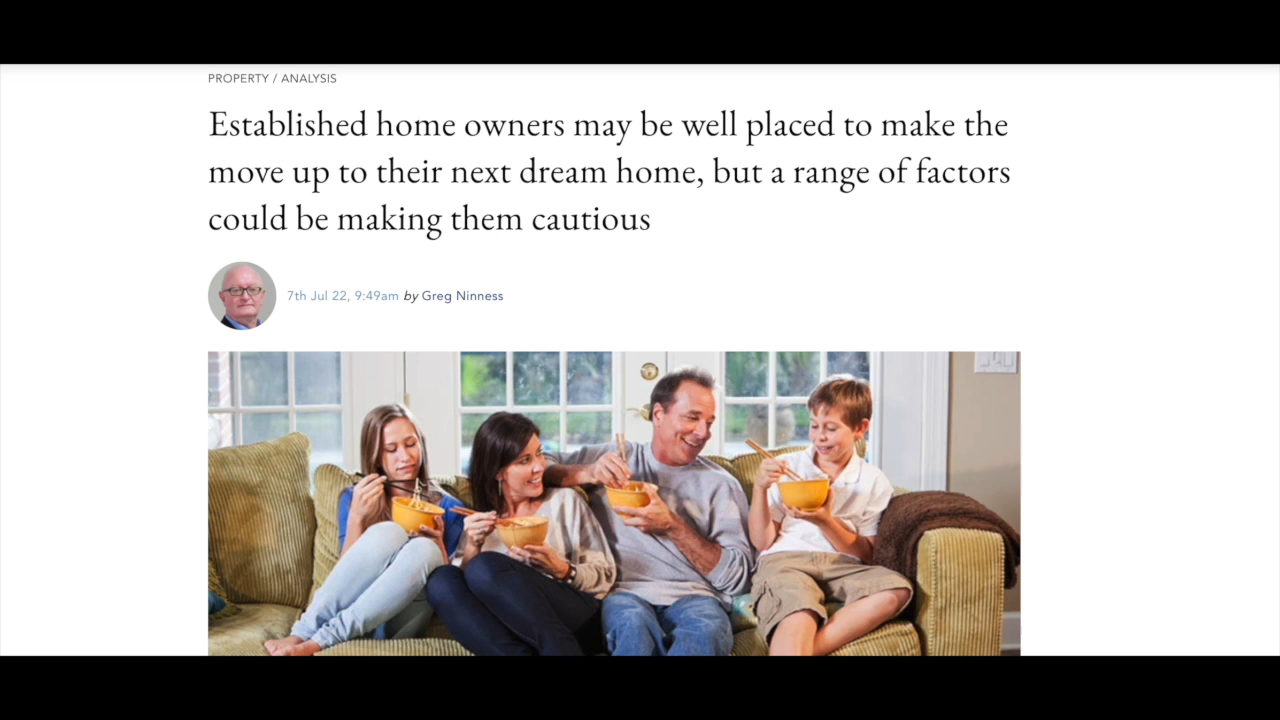 PROPERTY / ANALYSIS
Established home owners may be well placed to make the
move up to their next dream home, but a range of factors
could be making them cautious
7th Jul 22, 9:49am by Greg Ninness